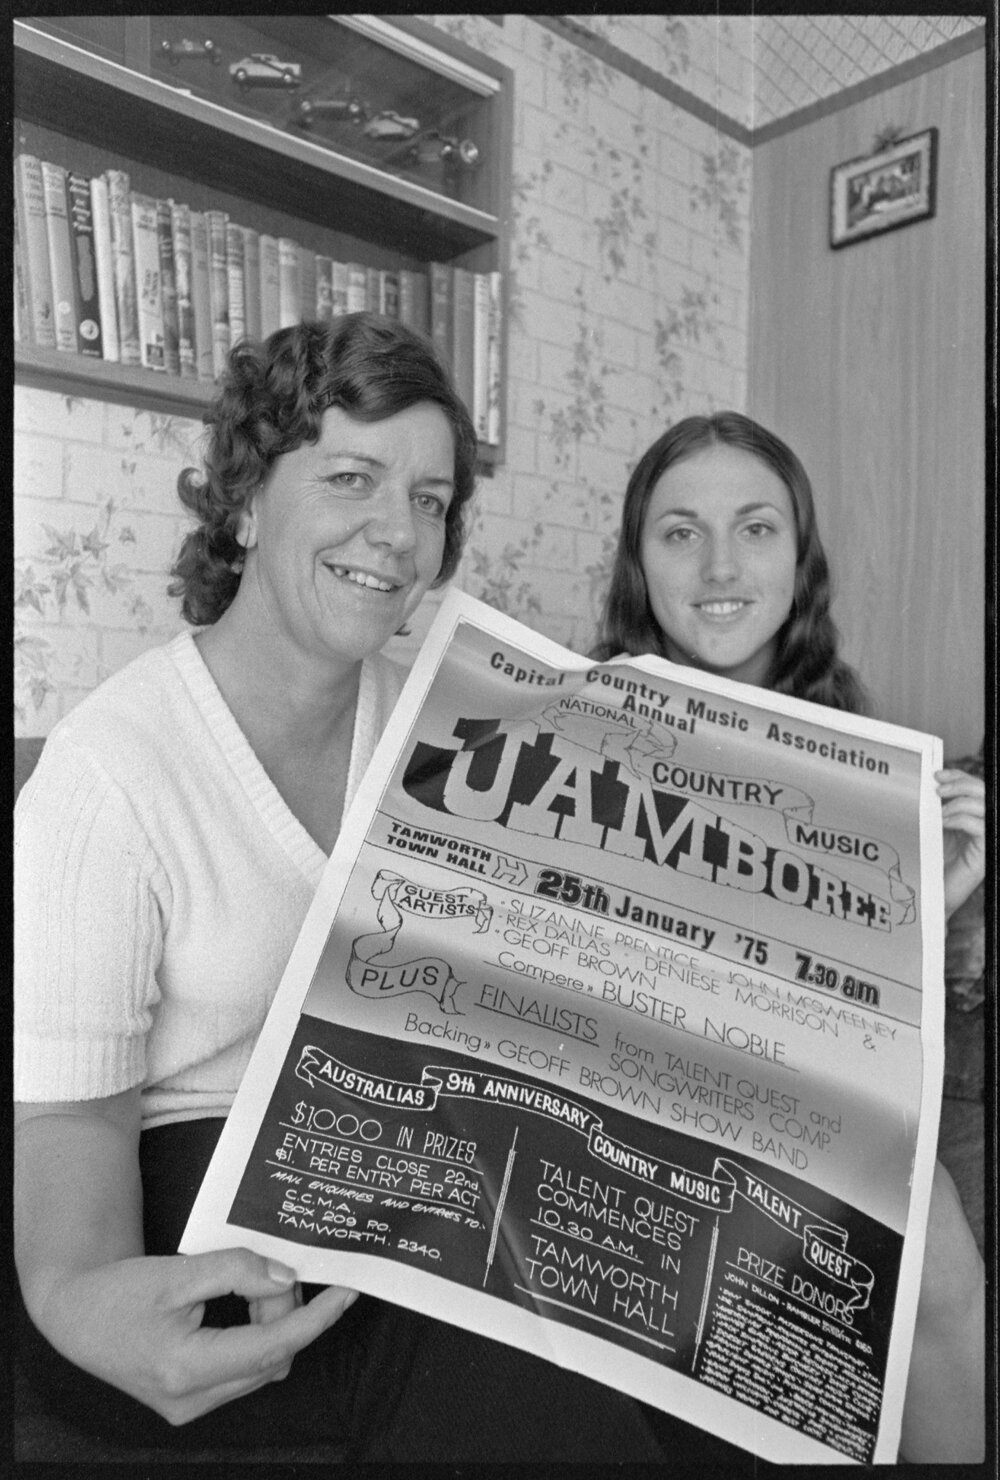 Capital Country Music Association
Annual
NATIONAL
COUNTRY
MUSIC
JAMBOREE
TAMWORTH
TOWN HALL
25th January '75 7.30 am
GUEST
ARTISTS
• SUZANNE PRENTICE • JOHN McSWEENEY
• REX DALLAS • DENIESE MORRISON &
• GEOFF BROWN
Compere» BUSTER NOBLE
PLUS
FINALISTS from TALENT QUEST and
SONGWRITERS COMP.
Backing» GEOFF BROWN SHOW BAND
AUSTRALIAS 9th ANNIVERSARY COUNTRY MUSIC TALENT QUEST
$1,000 IN PRIZES
ENTRIES CLOSE 22nd
$1. PER ENTRY PER ACT
MAIL ENQUIRIES AND ENTRIES TO:
C.C.M.A.
BOX 209 P.O.
TAMWORTH. 2340.
TALENT QUEST
COMMENCES
10.30 A.M. IN
TAMWORTH
TOWN HALL
PRIZE DONORS
JOHN DILLON - RAMBLER